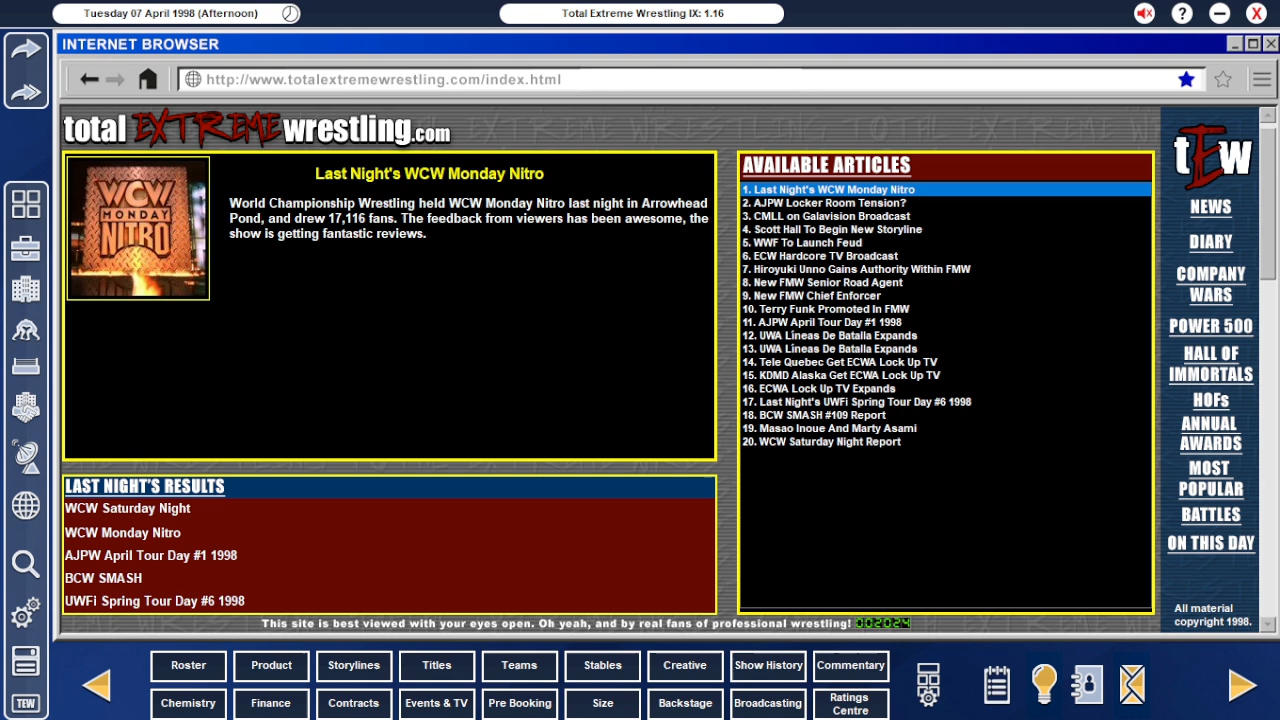 Tuesday 07 April 1998 (Afternoon)
Total Extreme Wrestling IX: 1.16
?
X
INTERNET BROWSER
http://www.totalextremewrestling.com/index.html
total EXTREME wrestling.com
WCW
MONDAY
NITRO
Last Night's WCW Monday Nitro
World Championship Wrestling held WCW Monday Nitro last night in Arrowhead
Pond, and drew 17,116 fans. The feedback from viewers has been awesome, the
show is getting fantastic reviews.
LAST NIGHT'S RESULTS
WCW Saturday Night
WCW Monday Nitro
AJPW April Tour Day #1 1998
BCW SMASH
UWFi Spring Tour Day #6 1998
AVAILABLE ARTICLES
1. Last Night's WCW Monday Nitro
2. AJPW Locker Room Tension?
3. CMLL on Galavision Broadcast
4. Scott Hall To Begin New Storyline
5. WWF To Launch Feud
6. ECW Hardcore TV Broadcast
7. Hiroyuki Unno Gains Authority Within FMW
8. New FMW Senior Road Agent
9. New FMW Chief Enforcer
10. Terry Funk Promoted In FMW
11. AJPW April Tour Day #1 1998
12. UWA Lineas De Batalla Expands
13. UWA Lineas De Batalla Expands
14. Tele Quebec Get ECWA Lock Up TV
15. KDMD Alaska Get ECWA Lock Up TV
16. ECWA Lock Up TV Expands
17. Last Night's UWFi Spring Tour Day #6 1998
18. BCW SMASH #109 Report
19. Masao Inoue And Marty Asami
20. WCW Saturday Night Report
tEw
NEWS
DIARY
COMPANY
WARS
POWER 500
HALL OF
IMMORTALS
HOFs
ANNUAL
AWARDS
MOST
POPULAR
BATTLES
ON THIS DAY
All material
copyright 1998.
This site is best viewed with your eyes open. Oh yeah, and by real fans of professional wrestling! 002024
Roster
Product
Storylines
Titles
Teams
Stables
Creative
Show History
Commentary
Chemistry
Finance
Contracts
Events & TV
Pre Booking
Size
Backstage
Broadcasting
Ratings
Centre
TEW